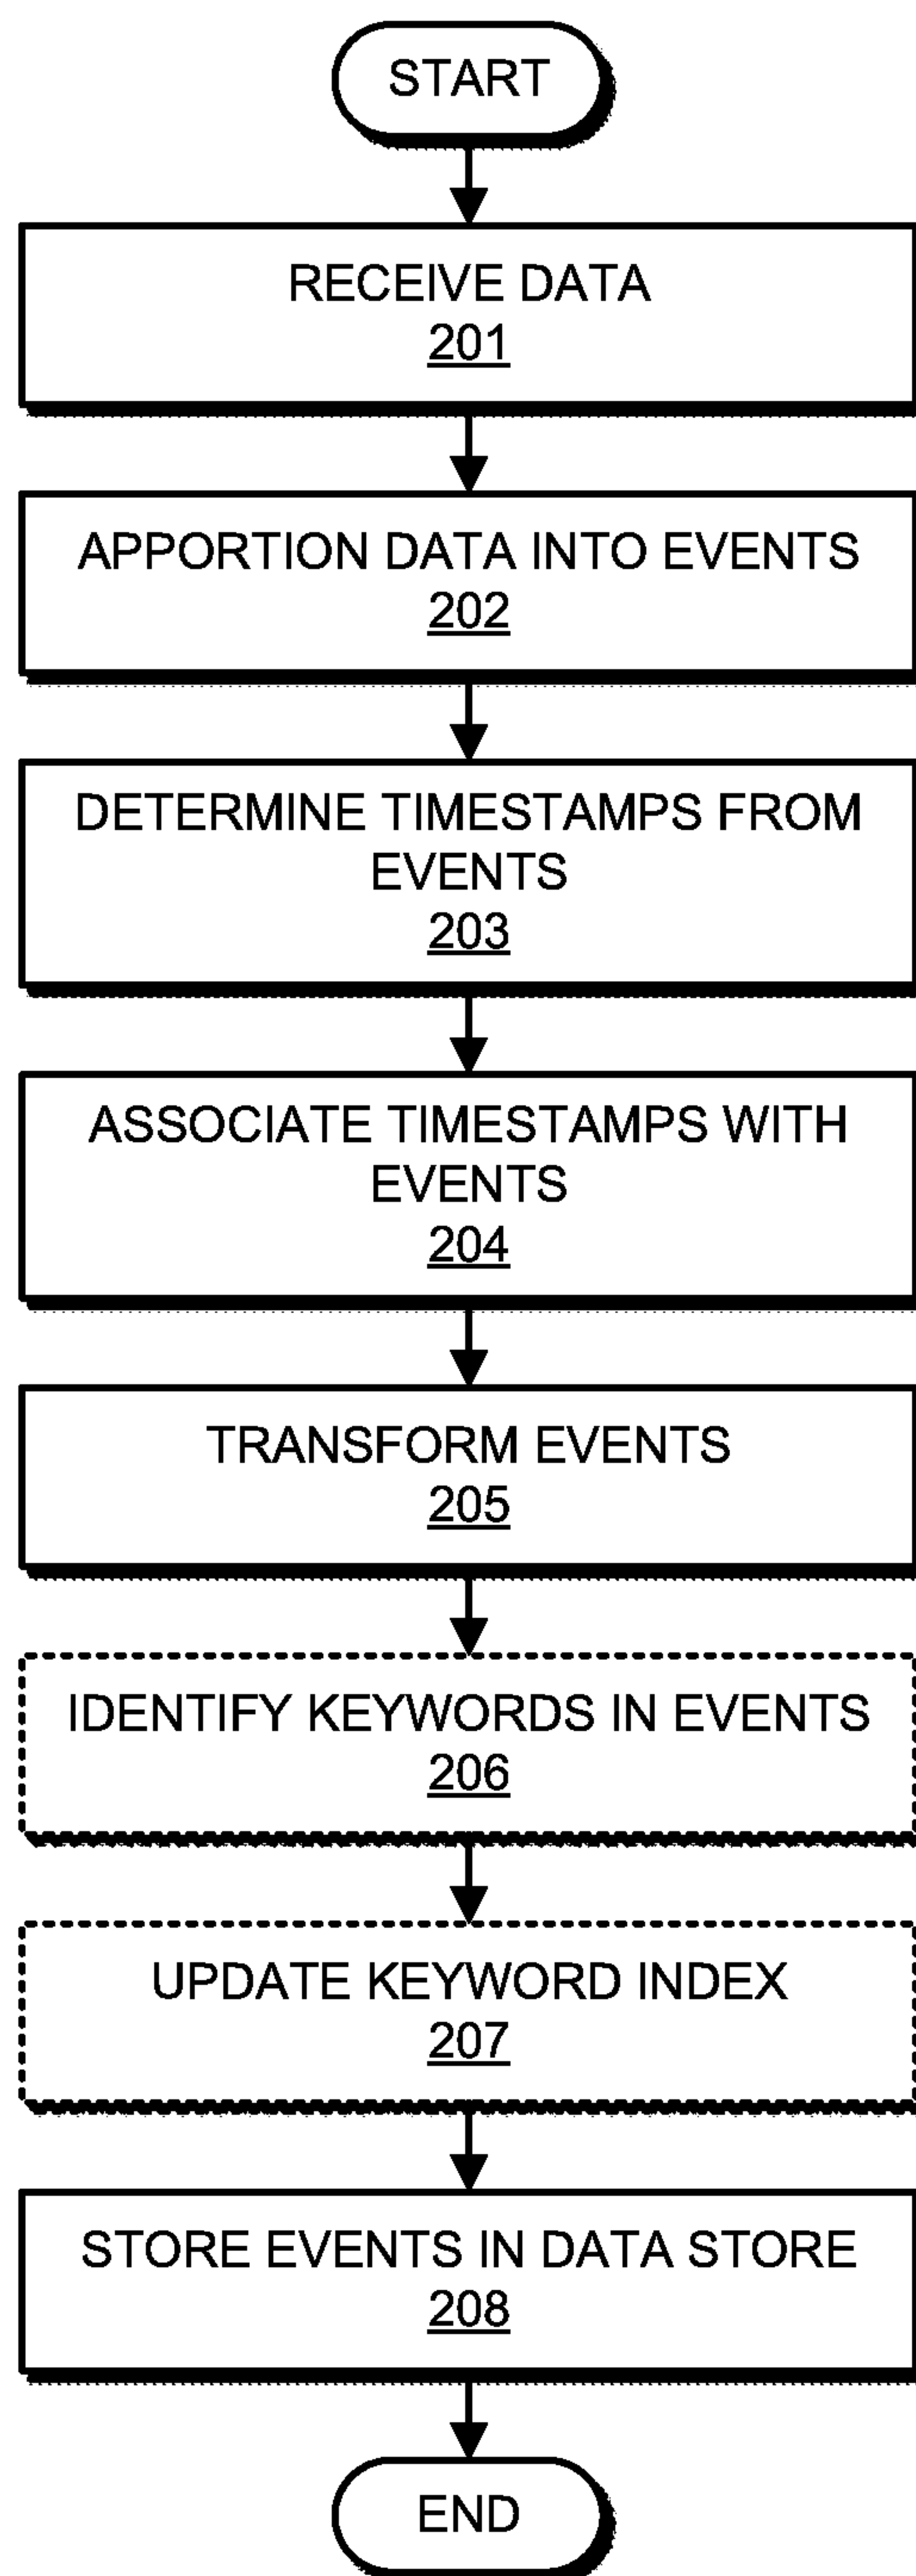 START
RECEIVE DATA
201
APPORTION DATA INTO EVENTS
202
DETERMINE TIMESTAMPS FROM
EVENTS
203
ASSOCIATE TIMESTAMPS WITH
EVENTS
204
TRANSFORM EVENTS
205
IDENTIFY KEYWORDS IN EVENTS
206
UPDATE KEYWORD INDEX
207
STORE EVENTS IN DATA STORE
208
END